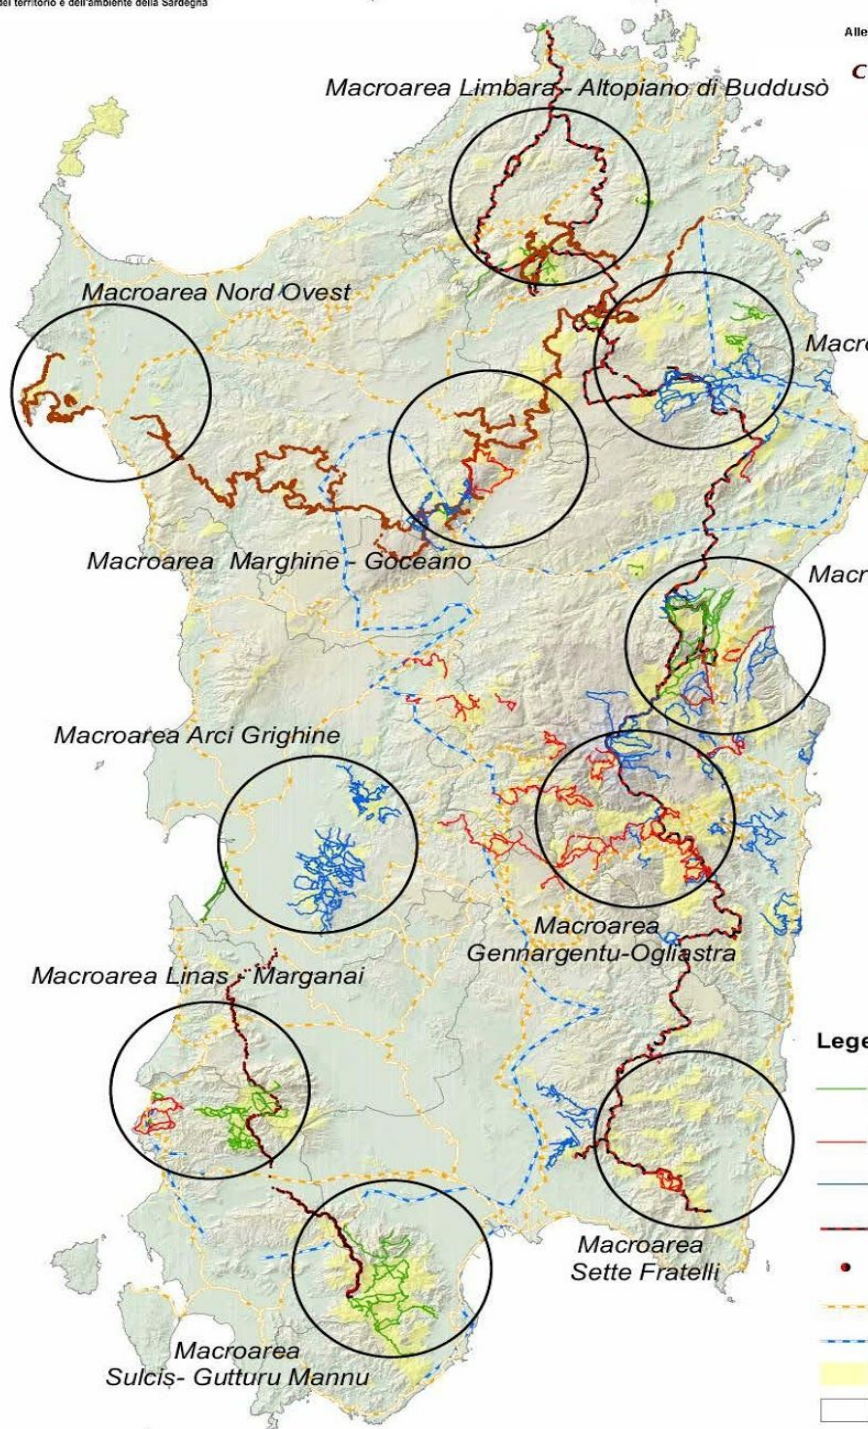 del territorio e dell'ambiente della Sardegna
Alle
C
Macroarea Limbara - Altopiano di Buddusò
Macroarea Nord Ovest
Macro
Macroarea Marghine - Goceano
Macr
Macroarea Arci Grighine
Macroarea
Gennargentu-Ogliastra
Macroarea Linas - Marganai
Lege
Macroarea
Sette Fratelli
Macroarea
Sulcis- Gutturu Mannu